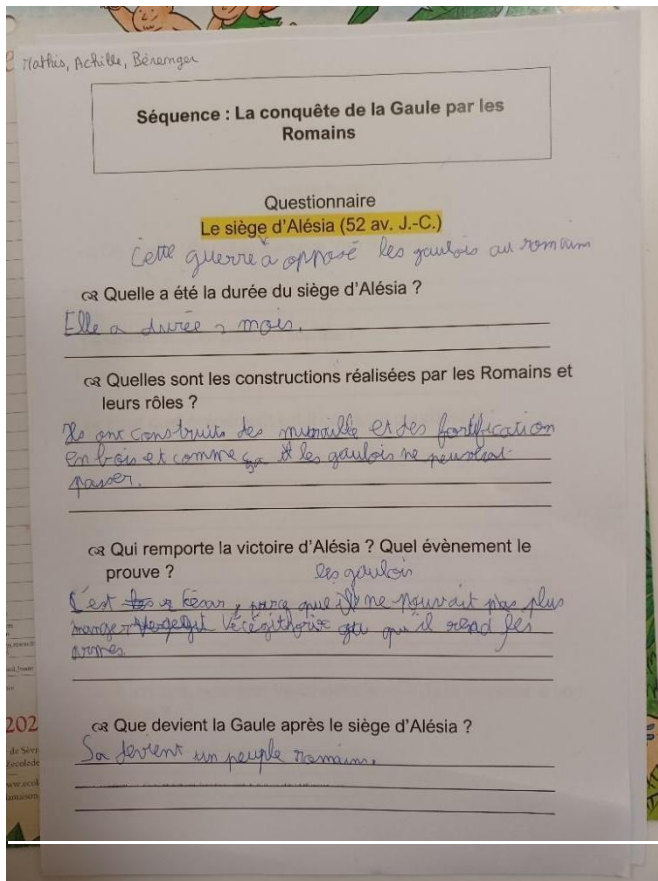 Mathis, Achille, Bérenger
Séquence : La conquête de la Gaule par les
Romains
Questionnaire
Le siège d'Alésia (52 av. J.-C.)
Cette guerre a opposé les gaulois au romains
Quelle a été la durée du siège d'Alésia ?
Elle a durée 2 mois.
Quelles sont les constructions réalisées par les Romains et
leurs rôles ?
Ils ont construits des muraille et des fortification
en bois et comme ça les gaulois ne peuvent
passer.
Qui remporte la victoire d'Alésia ? Quel évènement le
prouve ?
les gaulois
C'est César, parce que ne pouvait pas plus
manger Vécégithorix qu'il rend les
armes.
Que devient la Gaule après le siège d'Alésia ?
Sa devient un peuple romains.
202